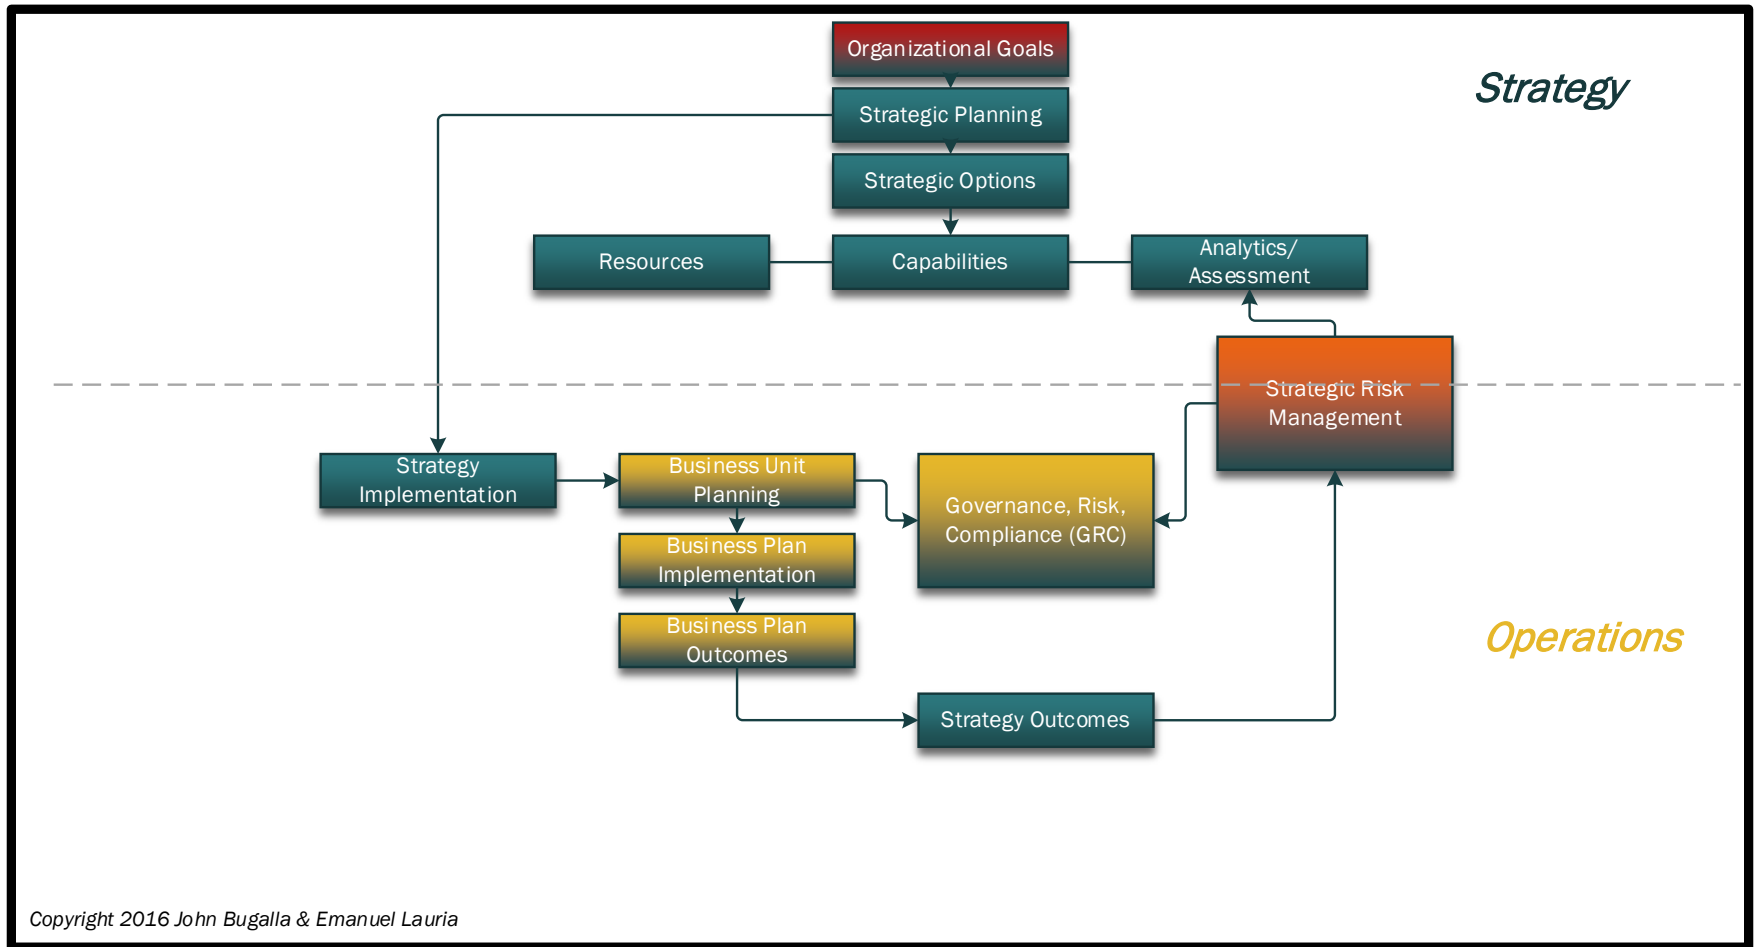 Organizational Goals
Strategy
Strategic Planning
Strategic Options
Resources
Capabilities
Analytics/
Assessment
Strategic Risk
Management
Strategy
Implementation
Business Unit
Planning
Governance, Risk,
Compliance (GRC)
Business Plan
Implementation
Business Plan
Outcomes
Operations
Strategy Outcomes
Copyright 2016 John Bugalla & Emanuel Lauria